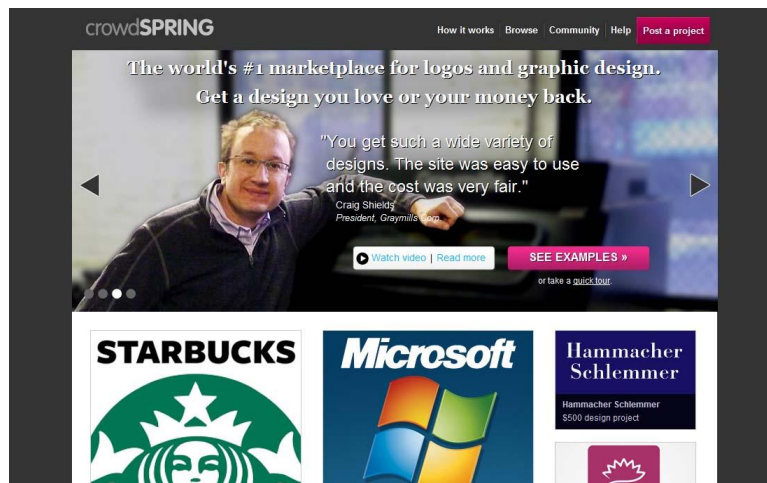 crowdSPRING
How it works Browse Community Help Post a project
The world's #1 marketplace for logos and graphic design.
Get a design you love or your money back.
"You get such a wide variety of
designs. The site was easy to use
and the cost was very fair."
Craig Shields
President, Graymills Corp.
Watch video | Read more
SEE EXAMPLES »
or take a quick tour.
STARBUCKS
Microsoft
Hammacher
Schlemmer
Hammacher Schlemmer
$500 design project